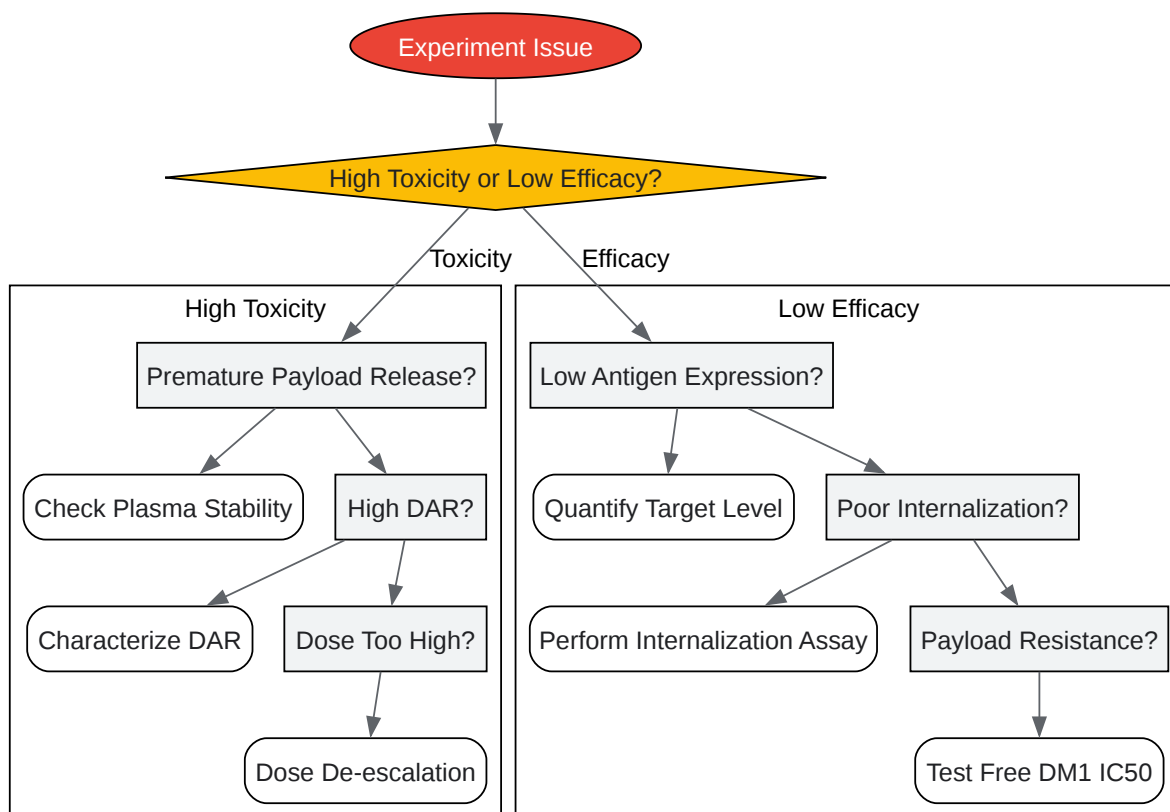 Experiment Issue
High Toxicity or Low Efficacy?
Toxicity
Efficacy
High Toxicity
Low Efficacy
Premature Payload Release?
Low Antigen Expression?
Check Plasma Stability
High DAR?
Quantify Target Level
Poor Internalization?
Characterize DAR
Dose Too High?
Perform Internalization Assay
Payload Resistance?
Dose De-escalation
Test Free DM1 IC50